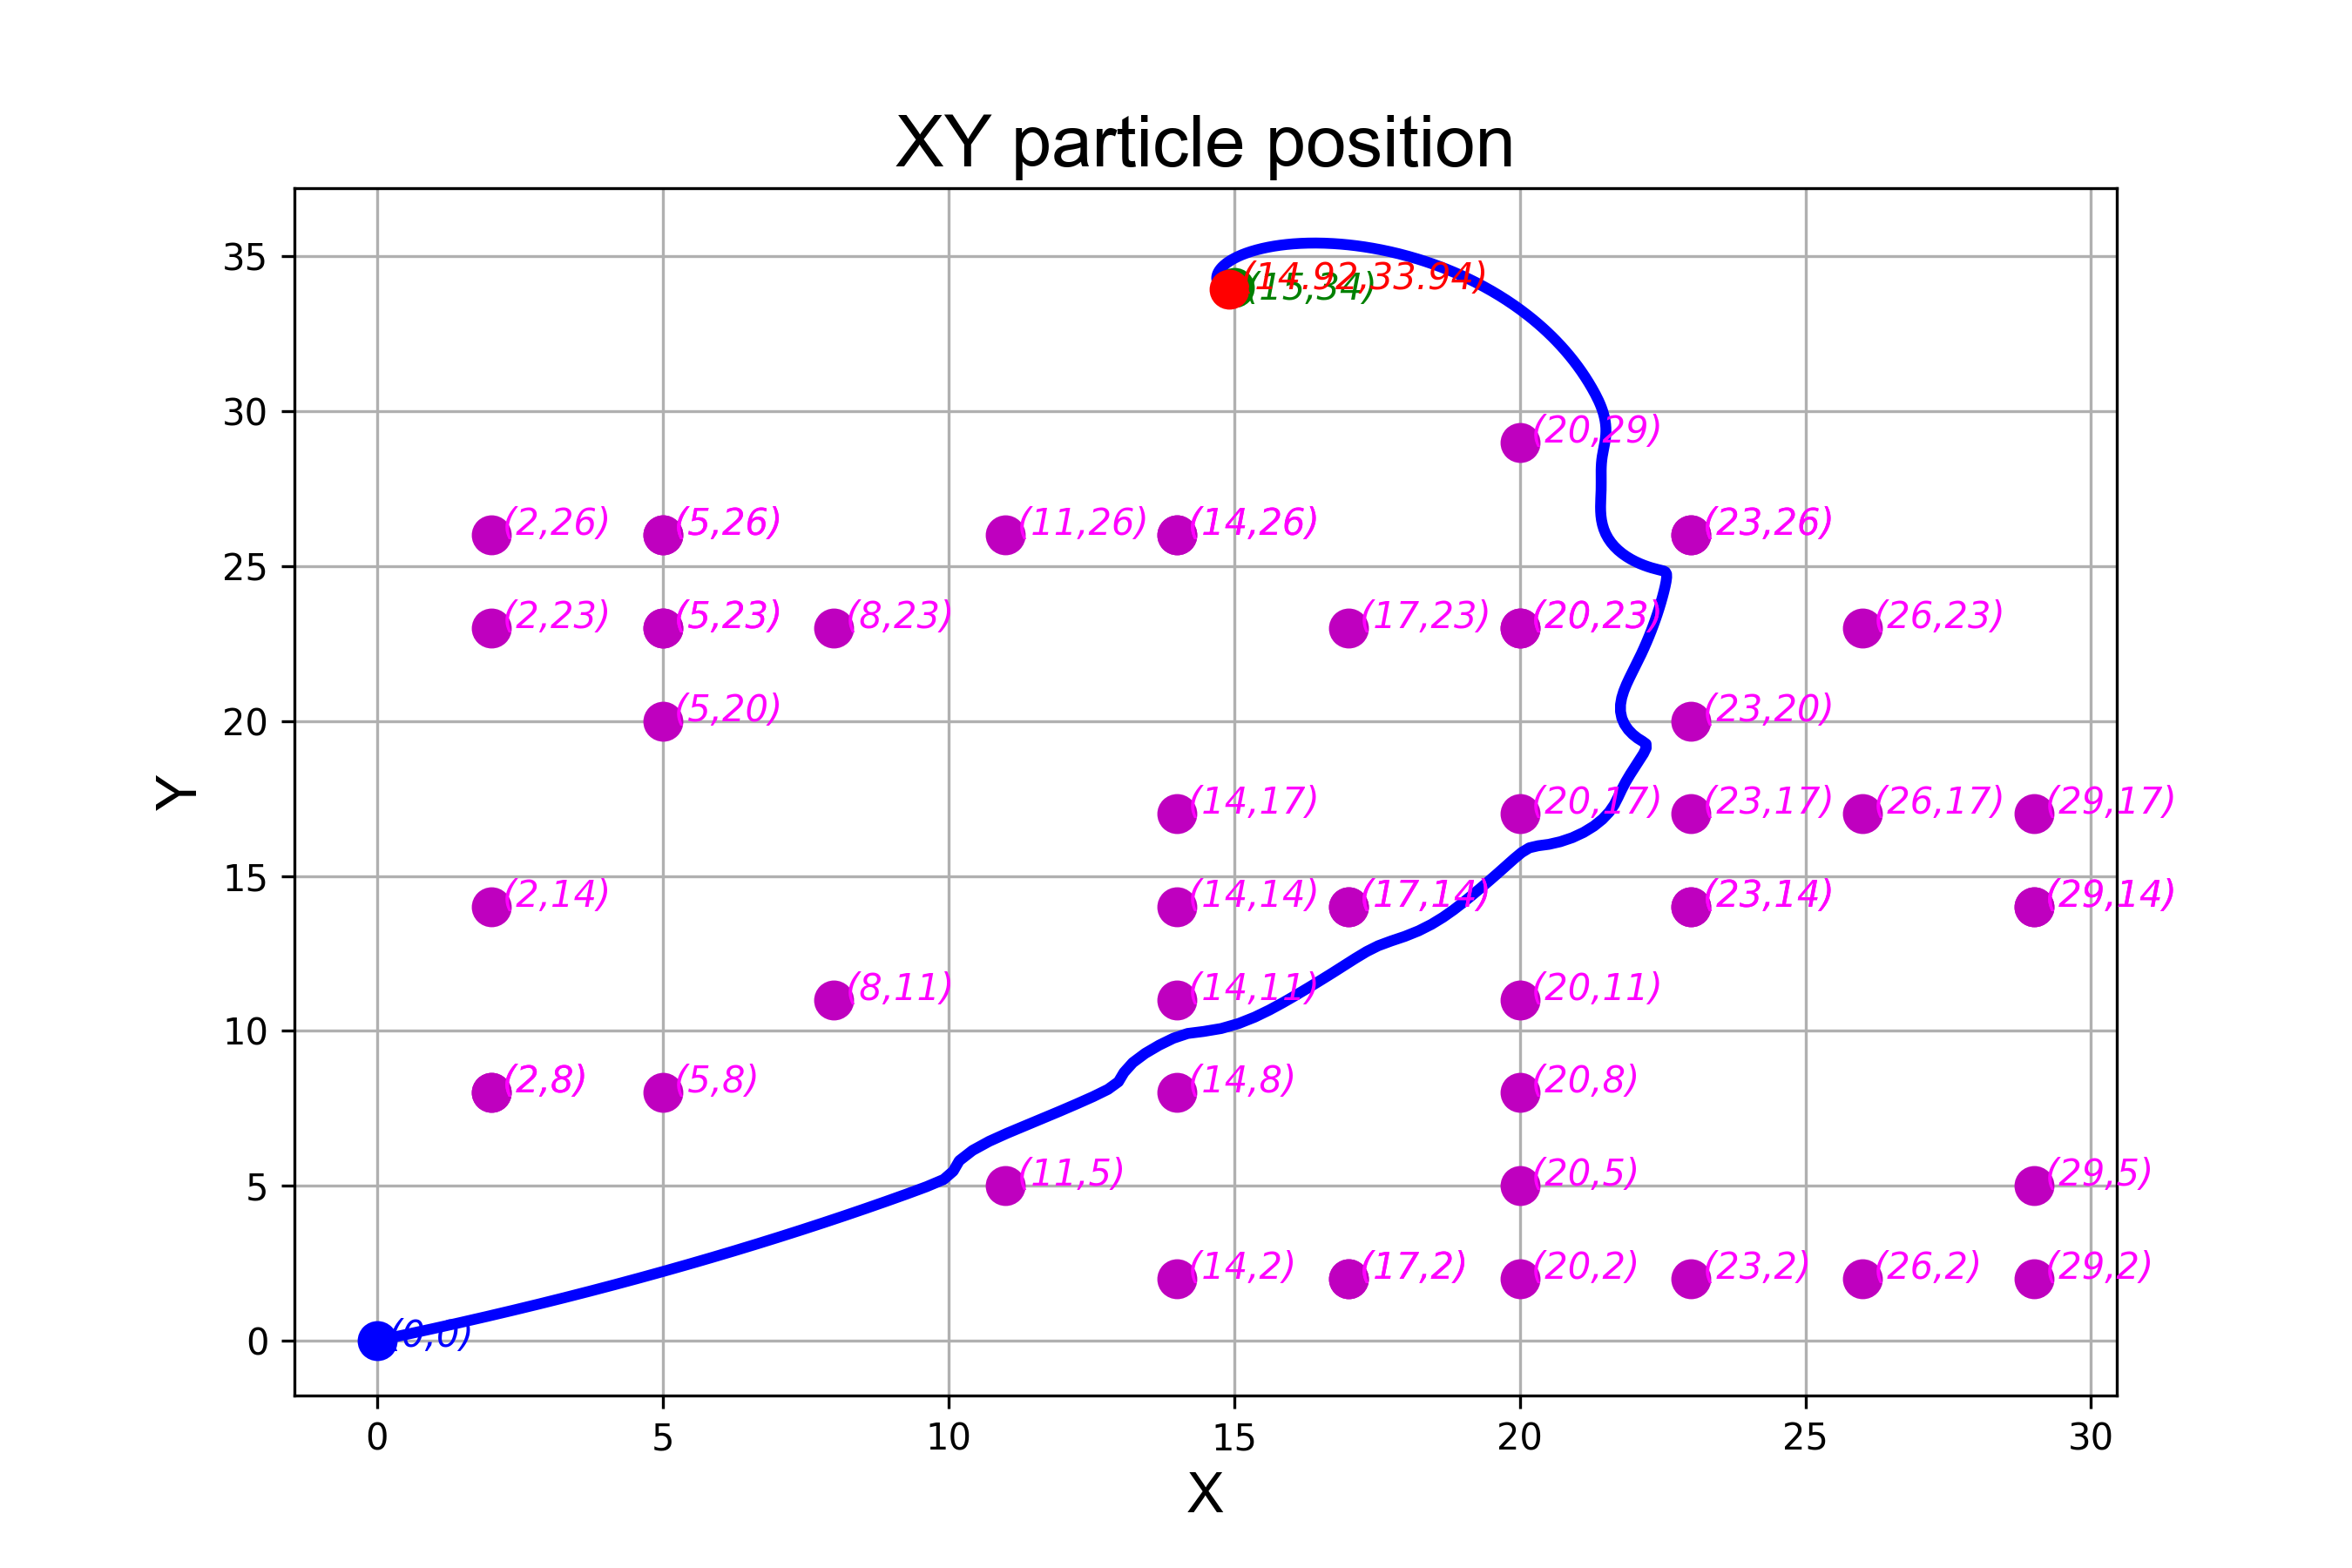 XY particle position
35
(14.92,33.94)
(15,34)
30
(20,29)
(2,26) (5,26) (11,26) (14,26) (23,26)
25
(2,23) (5,23) (8,23) (17,23) (20,23) (26,23)
20
(5,20) (23,20)
(14,17) (20,17) (23,17) (26,17) (29,17)
15
(2,14) (14,14) (17,14) (23,14) (29,14)
(8,11) (14,11) (20,11)
10
(2,8) (5,8) (14,8) (20,8)
5
(11,5) (20,5) (29,5)
(14,2) (17,2) (20,2) (23,2) (26,2) (29,2)
0
(0,0)
Y
0 5 10 15 20 25 30
X